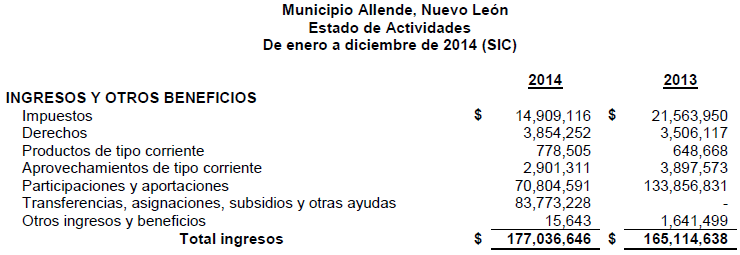 Municipio Allende, Nuevo León
Estado de Actividades
De enero a diciembre de 2014 (SIC)
2014 2013
INGRESOS Y OTROS BENEFICIOS
Impuestos $ 14,909,116 $ 21,563,950
Derechos 3,854,252 3,506,117
Productos de tipo corriente 778,505 648,668
Aprovechamientos de tipo corriente 2,901,311 3,897,573
Participaciones y aportaciones 70,804,591 133,856,831
Transferencias, asignaciones, subsidios y otras ayudas 83,773,228 -
Otros ingresos y beneficios 15,643 1,641,499
Total ingresos $ 177,036,646 $ 165,114,638